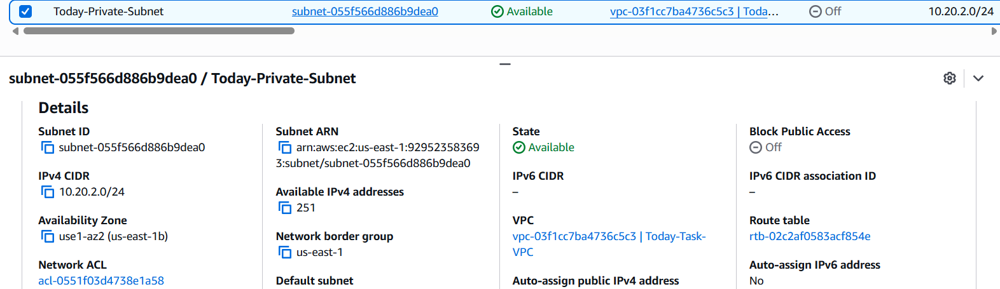 Today-Private-Subnet subnet-055f566d886b9dea0 Available vpc-03f1cc7ba4736c5c3 | Toda... Off 10.20.2.0/24
subnet-055f566d886b9dea0 / Today-Private-Subnet
Details
Subnet ID
subnet-055f566d886b9dea0
IPv4 CIDR
10.20.2.0/24
Availability Zone
use1-az2 (us-east-1b)
Network ACL
acl-0551f03d4738e1a58
Subnet ARN
arn:aws:ec2:us-east-1:92952358369
3:subnet/subnet-055f566d886b9dea0
Available IPv4 addresses
251
Network border group
us-east-1
Default subnet
State
Available
IPv6 CIDR
–
VPC
vpc-03f1cc7ba4736c5c3 | Today-Task-
VPC
Auto-assign public IPv4 address
Block Public Access
Off
IPv6 CIDR association ID
–
Route table
rtb-02c2af0583acf854e
Auto-assign IPv6 address
No